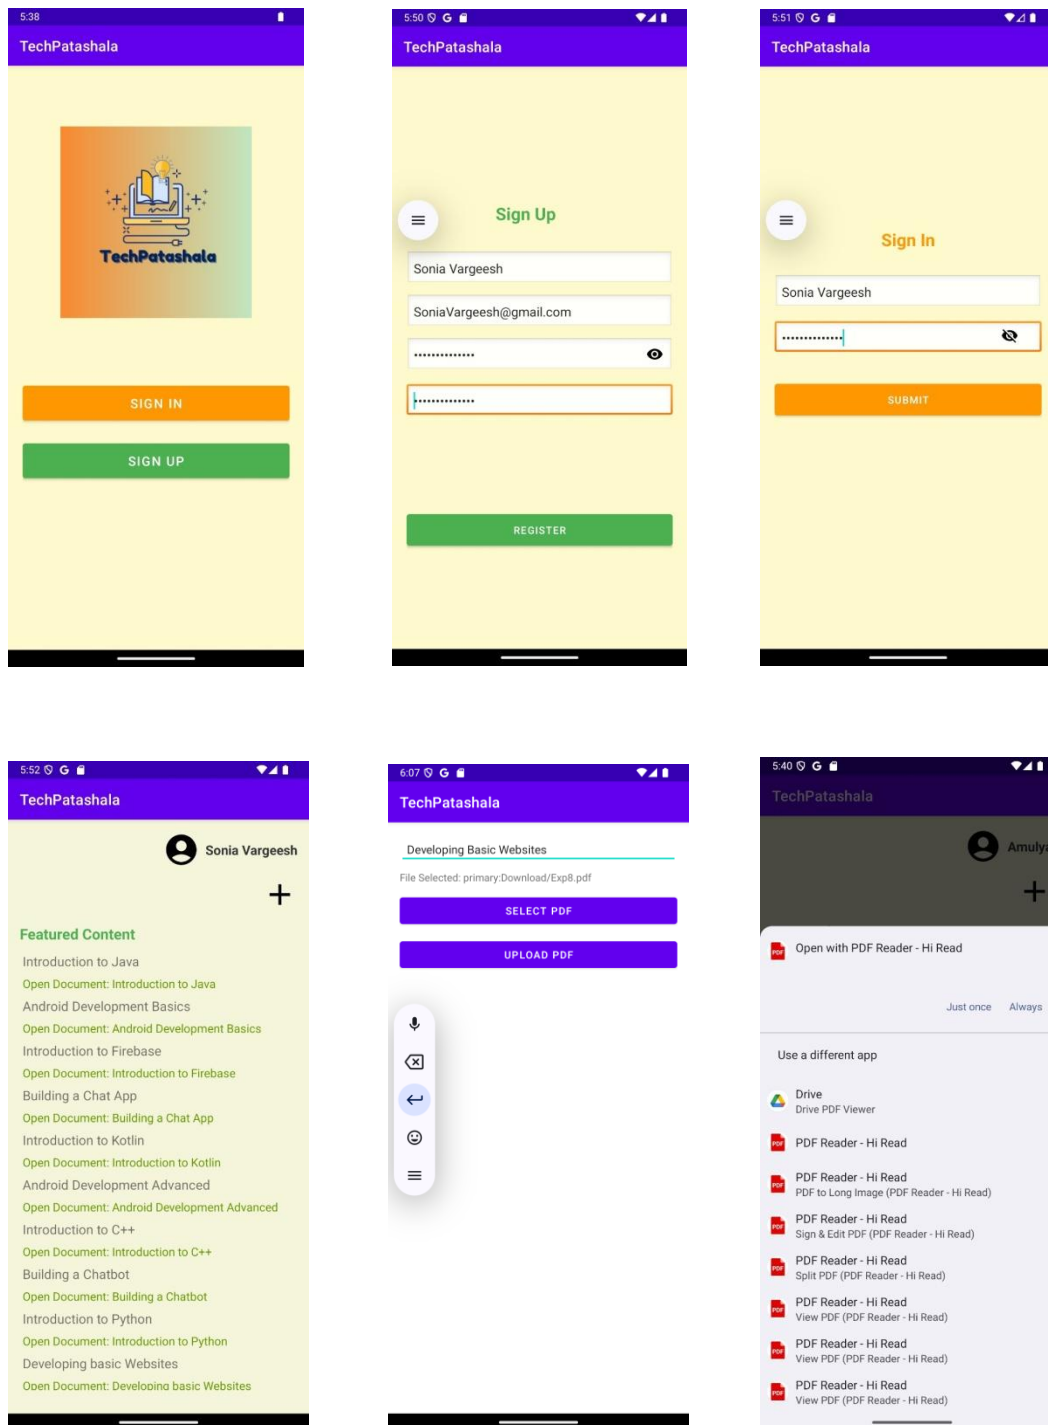 5:38
TechPatashala
TechPatashala
SIGN IN
SIGN UP
5:50 G
TechPatashala
Sign Up
Sonia Vargeesh
SoniaVargeesh@gmail.com
REGISTER
5:51 G
TechPatashala
Sign In
Sonia Vargeesh
SUBMIT
5:52 G
TechPatashala
Sonia Vargeesh
Featured Content
Introduction to Java
Open Document: Introduction to Java
Android Development Basics
Open Document: Android Development Basics
Introduction to Firebase
Open Document: Introduction to Firebase
Building a Chat App
Open Document: Building a Chat App
Introduction to Kotlin
Open Document: Introduction to Kotlin
Android Development Advanced
Open Document: Android Development Advanced
Introduction to C++
Open Document: Introduction to C++
Building a Chatbot
Open Document: Building a Chatbot
Introduction to Python
Open Document: Introduction to Python
Developing basic Websites
Open Document: Developing basic Websites
6:07 G
TechPatashala
Developing Basic Websites
File Selected: primary:Download/Exp8.pdf
SELECT PDF
UPLOAD PDF
5:40 G
TechPatashala
Amulya
PDF Open with PDF Reader - Hi Read
Just once Always
Use a different app
Drive
Drive PDF Viewer
PDF PDF Reader - Hi Read
PDF Reader - Hi Read
PDF PDF to Long Image (PDF Reader - Hi Read)
PDF Reader - Hi Read
PDF Sign & Edit PDF (PDF Reader - Hi Read)
PDF Reader - Hi Read
PDF Split PDF (PDF Reader - Hi Read)
PDF Reader - Hi Read
PDF View PDF (PDF Reader - Hi Read)
PDF Reader - Hi Read
PDF View PDF (PDF Reader - Hi Read)
PDF Reader - Hi Read
PDF View PDF (PDF Reader - Hi Read)